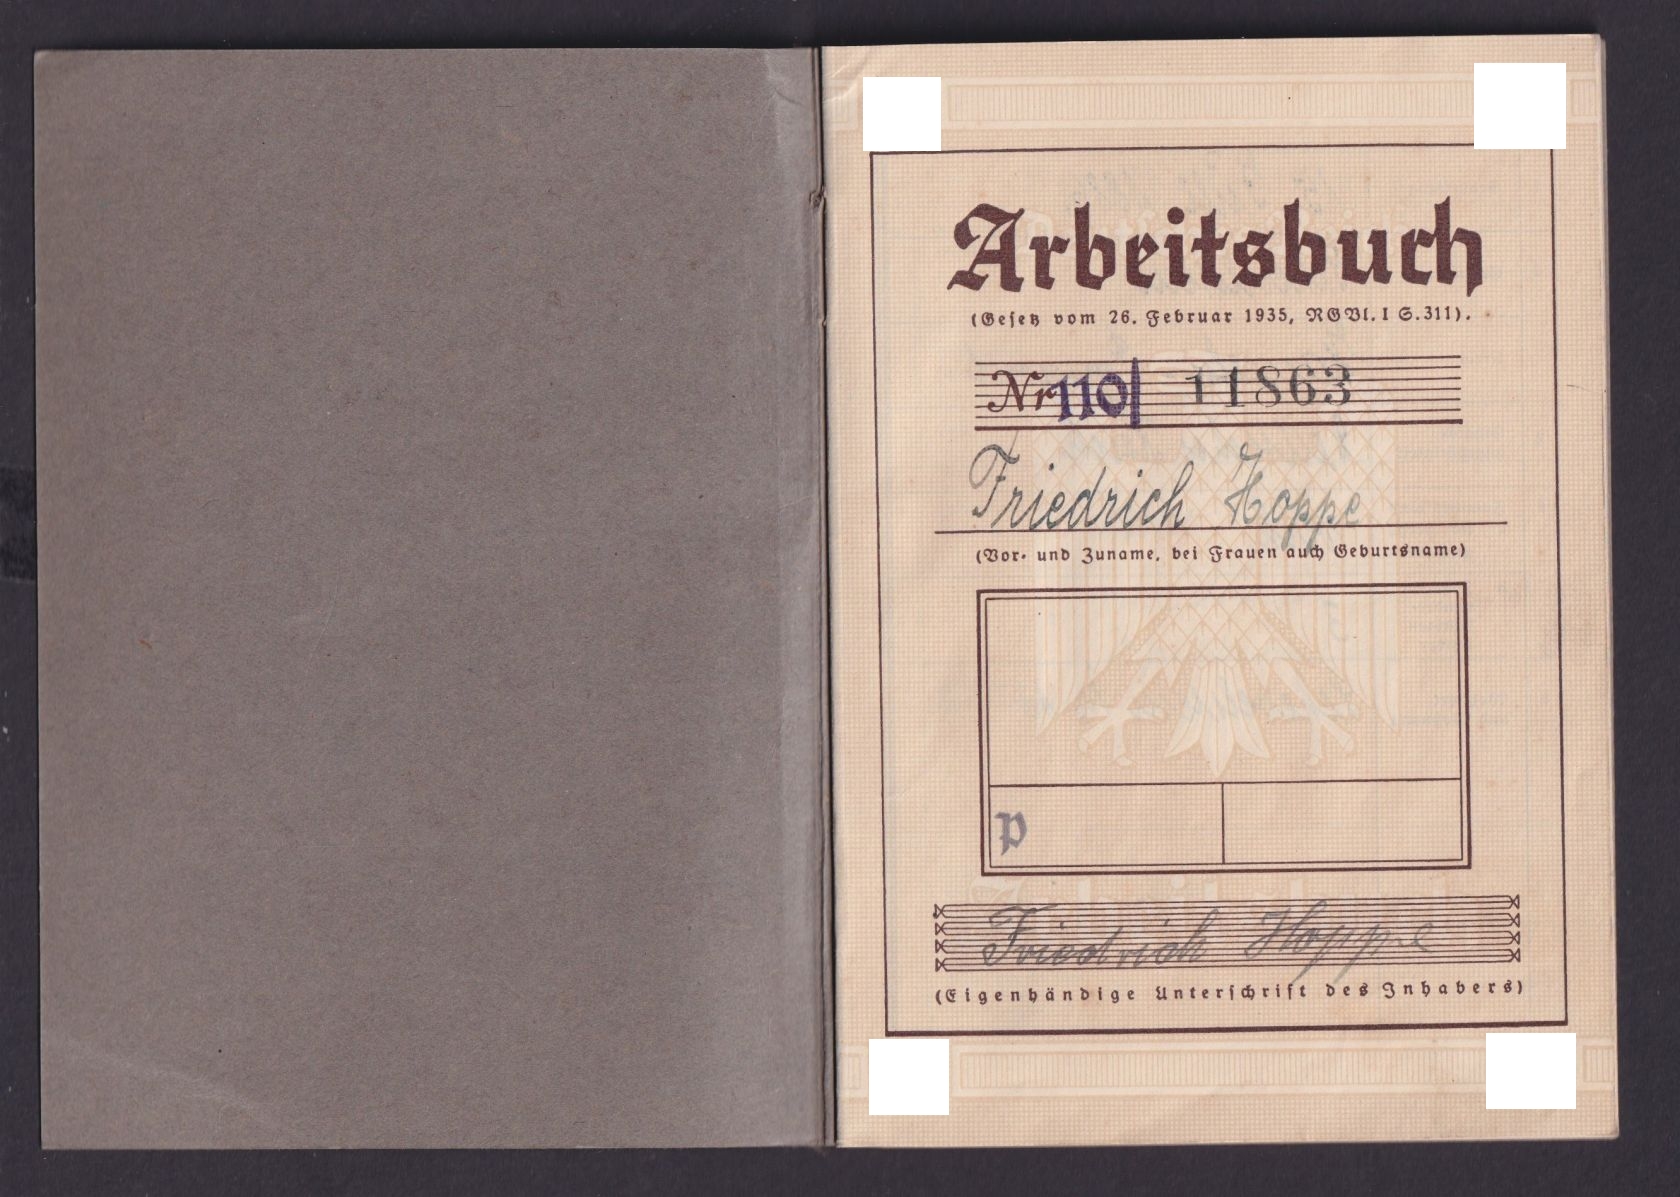 Arbeitsbuch
(Gesetz vom 26. Februar 1935, RGBl. I S. 311).
Nr 110/ 11863
Friedrich Hoppe
(Vor- und Zuname, bei Frauen auch Geburtsname)
p
Friedrich Hoppe
(Eigenhändige Unterschrift des Inhabers)